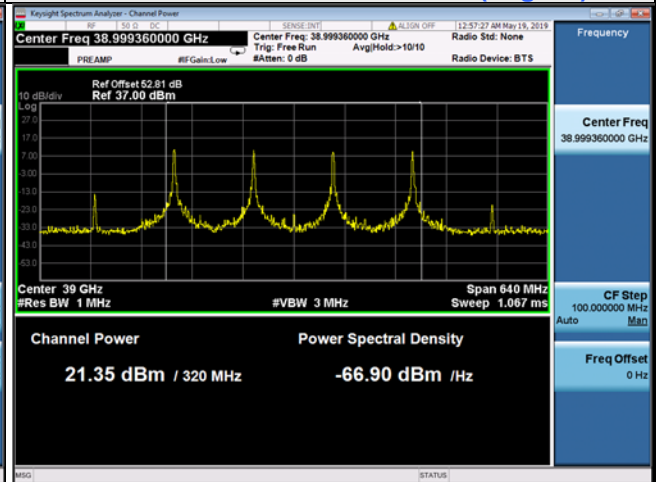 Keysight Spectrum Analyzer - Channel Power
RF 50 Ω DC SENSE:INT ALIGN OFF 12:57:27 AM May 19, 2019
Center Freq 38.999360000 GHz
Center Freq: 38.999360000 GHz
Radio Std: None
Trig: Free Run Avg|Hold:>10/10
PREAMP #IFGain:Low #Atten: 0 dB Radio Device: BTS
Ref Offset 52.81 dB
10 dB/div Ref 37.00 dBm
Log
27.0
17.0
7.00
-3.00
-13.0
-23.0
-33.0
-43.0
-53.0
Center 39 GHz Span 640 MHz
#Res BW 1 MHz #VBW 3 MHz Sweep 1.067 ms
Channel Power Power Spectral Density
21.35 dBm / 320 MHz -66.90 dBm /Hz
MSG STATUS
Frequency
Center Freq
38.999360000 GHz
CF Step
100.000000 MHz
Auto Man
Freq Offset
0 Hz